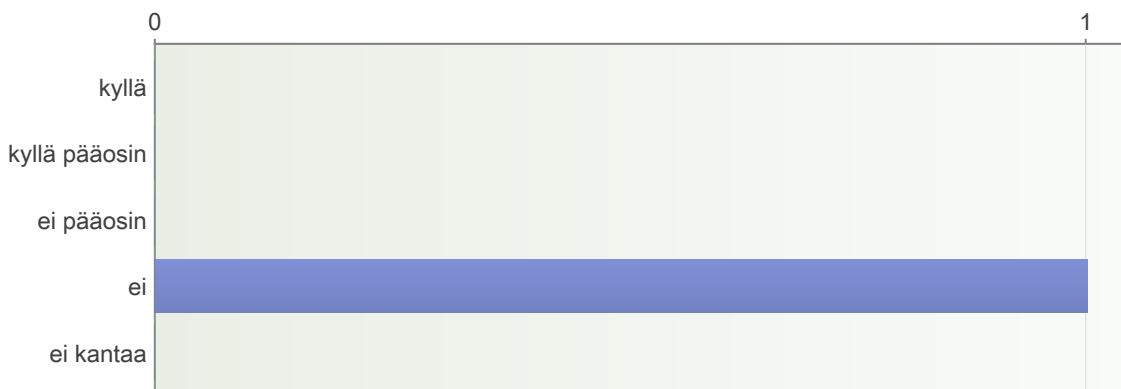 0 1
kyllä
kyllä pääosin
ei pääosin
ei
ei kantaa